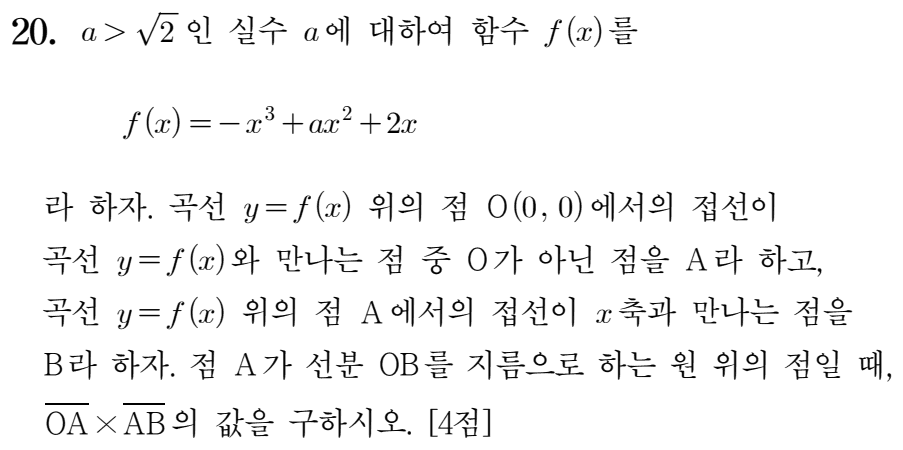 20. a > √2 인 실수 a에 대하여 함수 f(x)를
f(x) = -x³ + ax² + 2x
라 하자. 곡선 y=f(x) 위의 점 O(0, 0)에서의 접선이
곡선 y=f(x)와 만나는 점 중 O가 아닌 점을 A라 하고,
곡선 y=f(x) 위의 점 A에서의 접선이 x축과 만나는 점을
B라 하자. 점 A가 선분 OB를 지름으로 하는 원 위의 점일 때,
O̅A̅×A̅B̅의 값을 구하시오. [4점]